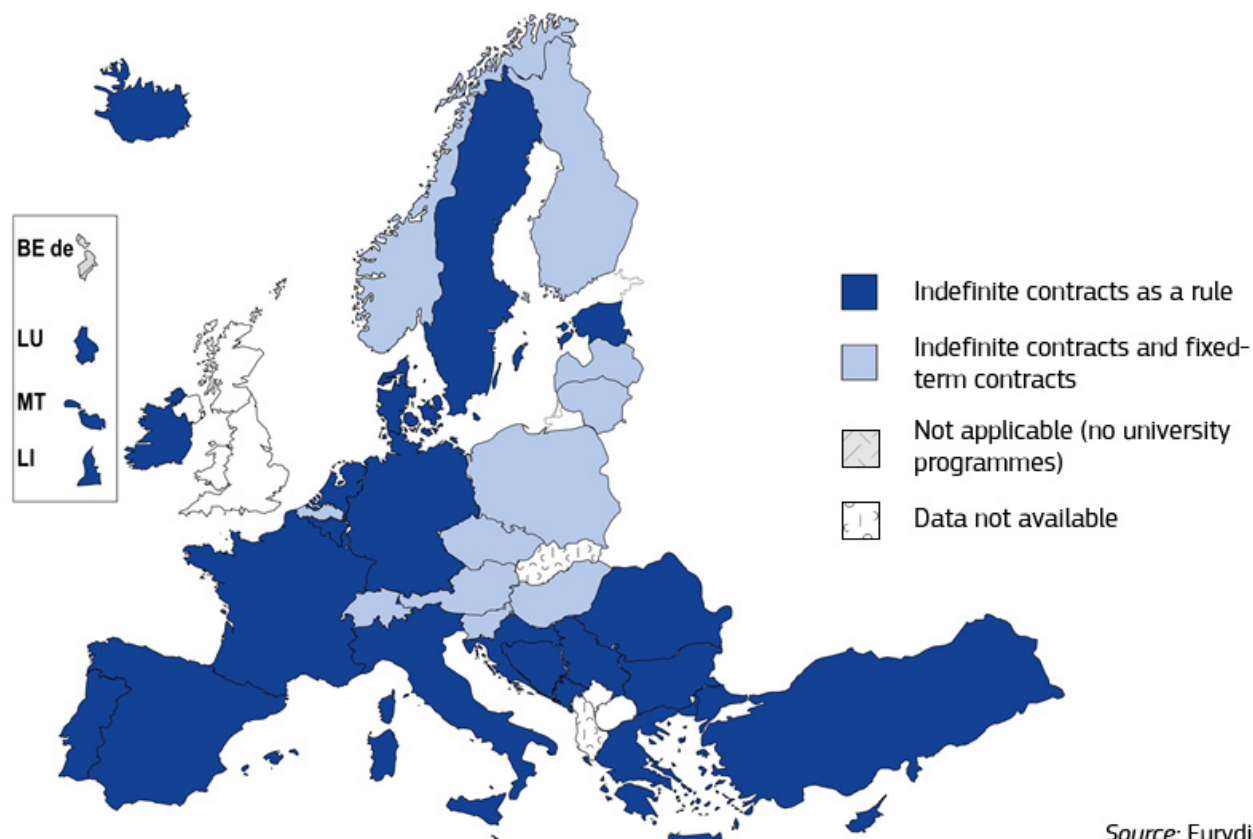 BE de
LU
MT
LI
Indefinite contracts as a rule
Indefinite contracts and fixed-
term contracts
Not applicable (no university
programmes)
Data not available
Source: